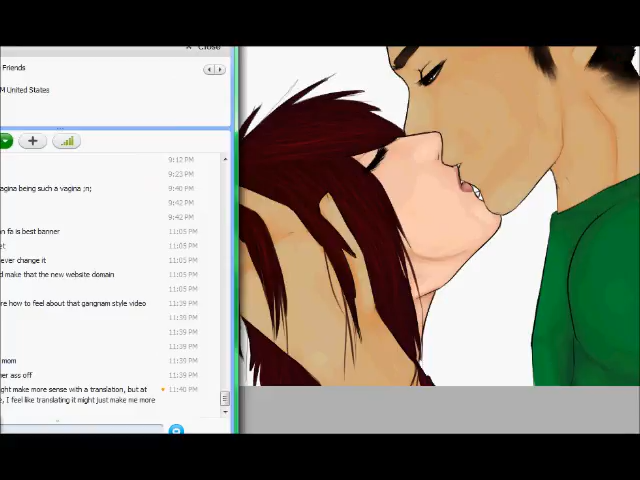 Close
Friends
M United States
9:12 PM
9:23 PM
agina being such a vagina ;n; 9:40 PM
9:42 PM
9:42 PM
on fa is best banner 11:05 PM
et 11:05 PM
ever change it 11:05 PM
d make that the new website domain 11:05 PM
11:05 PM
re how to feel about that gangnam style video 11:39 PM
11:39 PM
11:39 PM
11:39 PM
mom 11:39 PM
her ass off 11:39 PM
ght make more sense with a translation, but at 11:40 PM
e, I feel like translating it might just make me more